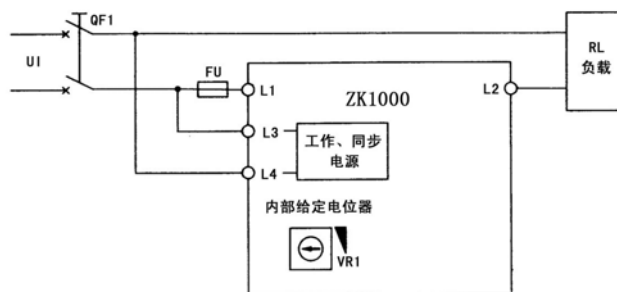 QF1
UI
FU
L1
ZK1000
L2
RL
负载
L3
工作、同步
电源
L4
内部给定电位器
VR1